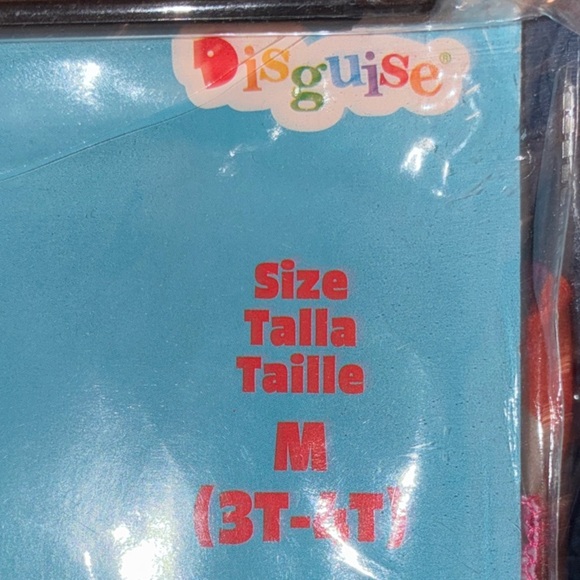 Disguise®
Size
Talla
Taille
M
(3T-4T)